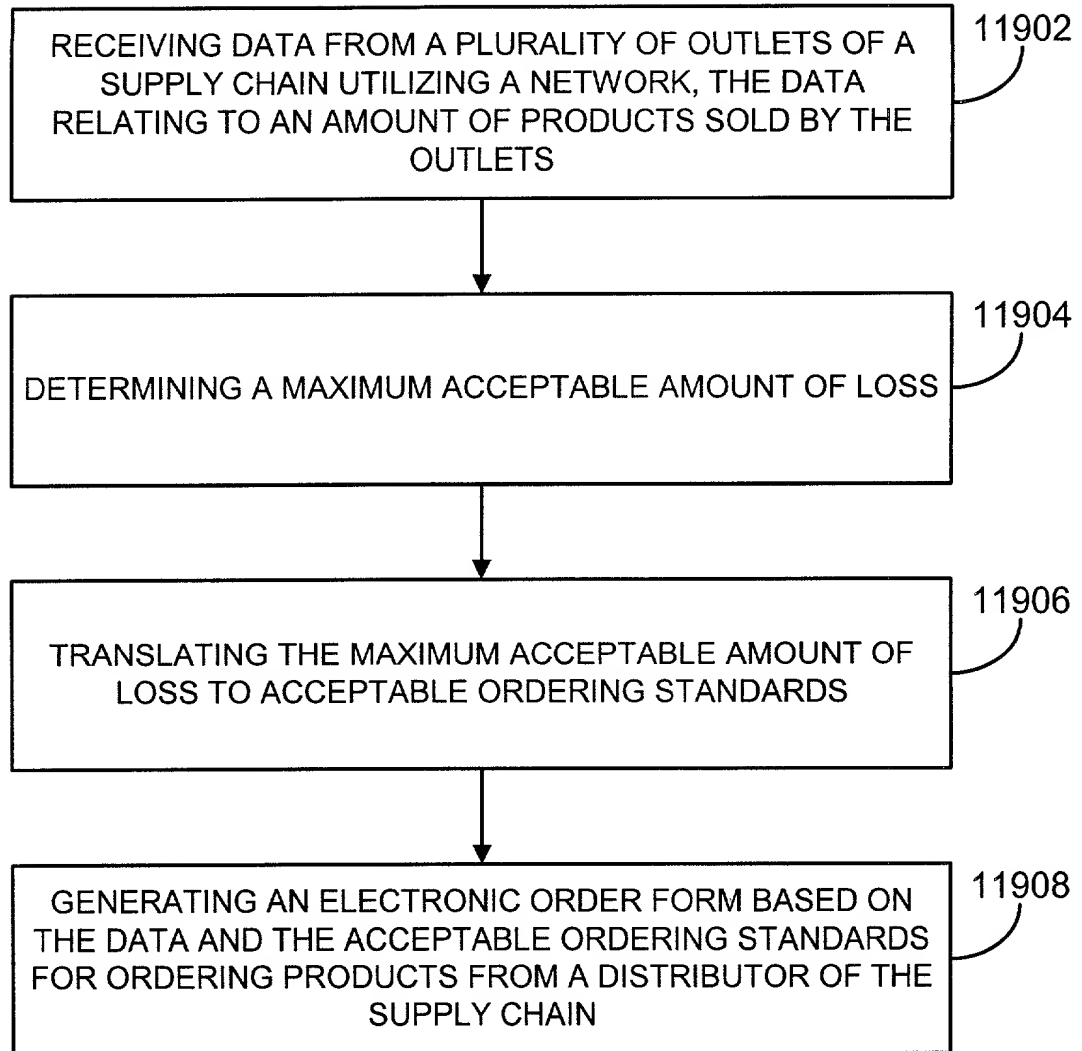 RECEIVING DATA FROM A PLURALITY OF OUTLETS OF A
SUPPLY CHAIN UTILIZING A NETWORK, THE DATA
RELATING TO AN AMOUNT OF PRODUCTS SOLD BY THE
OUTLETS
11902
DETERMINING A MAXIMUM ACCEPTABLE AMOUNT OF LOSS
11904
TRANSLATING THE MAXIMUM ACCEPTABLE AMOUNT OF
LOSS TO ACCEPTABLE ORDERING STANDARDS
11906
GENERATING AN ELECTRONIC ORDER FORM BASED ON
THE DATA AND THE ACCEPTABLE ORDERING STANDARDS
FOR ORDERING PRODUCTS FROM A DISTRIBUTOR OF THE
SUPPLY CHAIN
11908